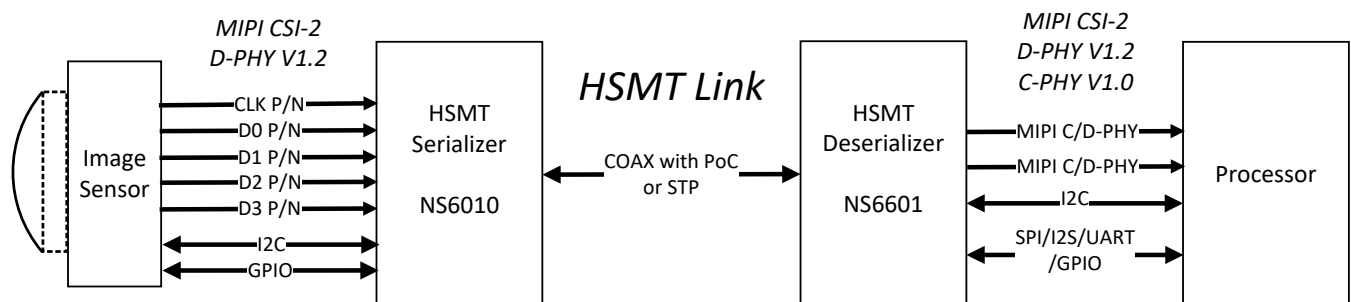 MIPI CSI-2
D-PHY V1.2
MIPI CSI-2
D-PHY V1.2
C-PHY V1.0
HSMT Link
Image
Sensor
CLK P/N
D0 P/N
D1 P/N
D2 P/N
D3 P/N
I2C
GPIO
HSMT
Serializer
NS6010
COAX with PoC
or STP
HSMT
Deserializer
NS6601
MIPI C/D-PHY
MIPI C/D-PHY
I2C
SPI/I2S/UART
/GPIO
Processor